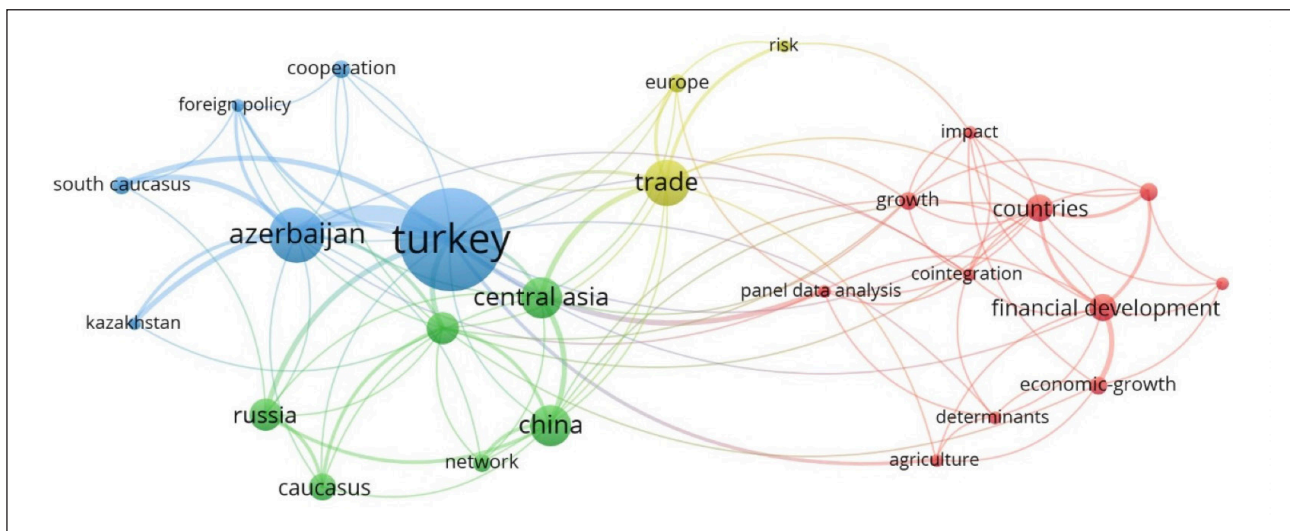 risk
cooperation
europe
foreign policy
impact
south caucasus
trade
growth
countries
azerbaijan
turkey
cointegration
central asia
panel data analysis
financial development
kazakhstan
economic-growth
russia
china
determinants
network
agriculture
caucasus